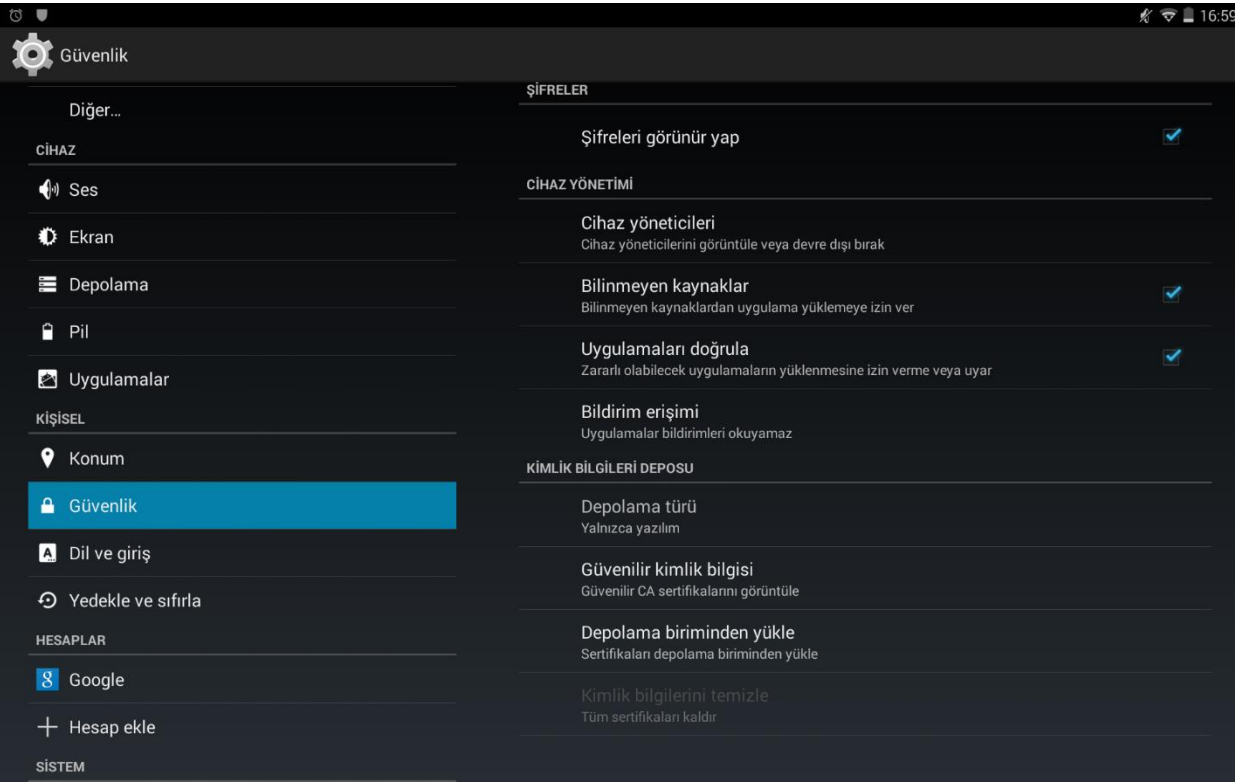 16:59
Güvenlik
Diğer...
CİHAZ
Ses
Ekran
Depolama
Pil
Uygulamalar
KİŞİSEL
Konum
Güvenlik
Dil ve giriş
Yedekle ve sıfırla
HESAPLAR
Google
Hesap ekle
SİSTEM
ŞİFRELER
Şifreleri görünür yap
CİHAZ YÖNETİMİ
Cihaz yöneticileri
Cihaz yöneticilerini görüntüle veya devre dışı bırak
Bilinmeyen kaynaklar
Bilinmeyen kaynaklardan uygulama yüklemeye izin ver
Uygulamaları doğrula
Zararlı olabilecek uygulamaların yüklenmesine izin verme veya uyar
Bildirim erişimi
Uygulamalar bildirimleri okuyamaz
KİMLİK BİLGİLERİ DEPOSU
Depolama türü
Yalnızca yazılım
Güvenilir kimlik bilgisi
Güvenilir CA sertifikalarını görüntüle
Depolama biriminden yükle
Sertifikaları depolama biriminden yükle
Kimlik bilgilerini temizle
Tüm sertifikaları kaldır